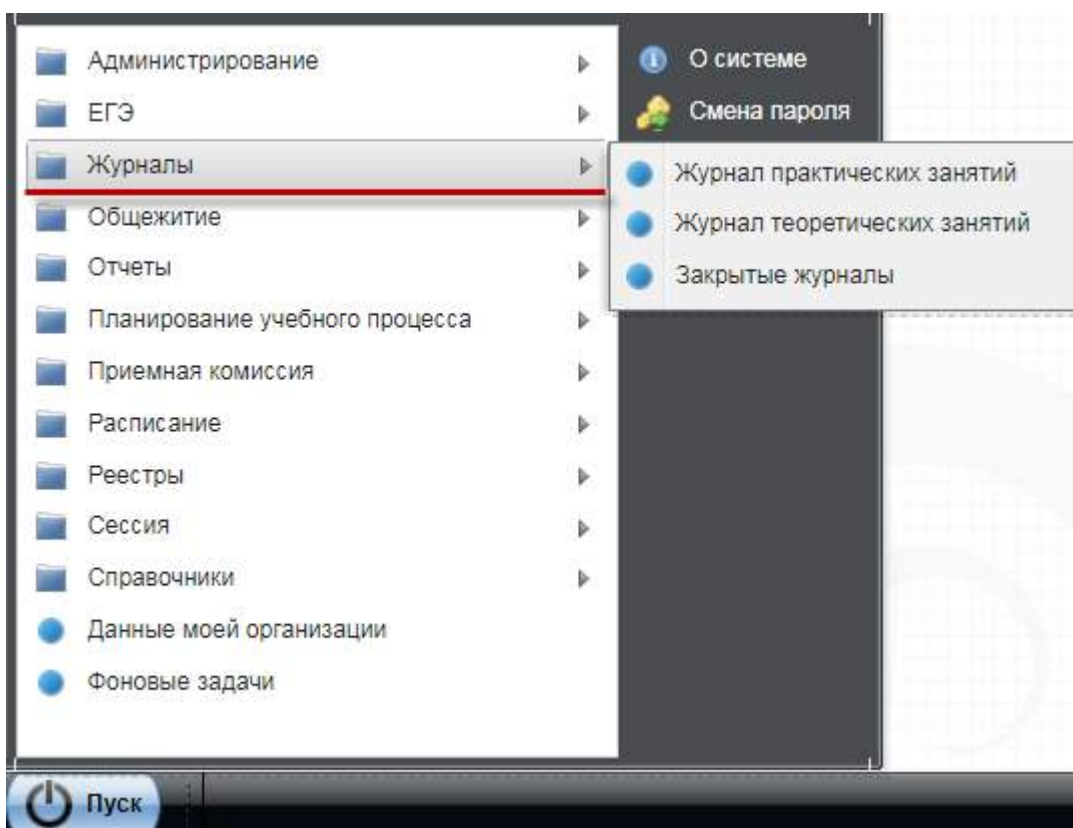 Администрирование
ЕГЭ
Журналы
Общежитие
Отчеты
Планирование учебного процесса
Приемная комиссия
Расписание
Реестры
Сессия
Справочники
Данные моей организации
Фоновые задачи
О системе
Смена пароля
Журнал практических занятий
Журнал теоретических занятий
Закрытые журналы
Пуск